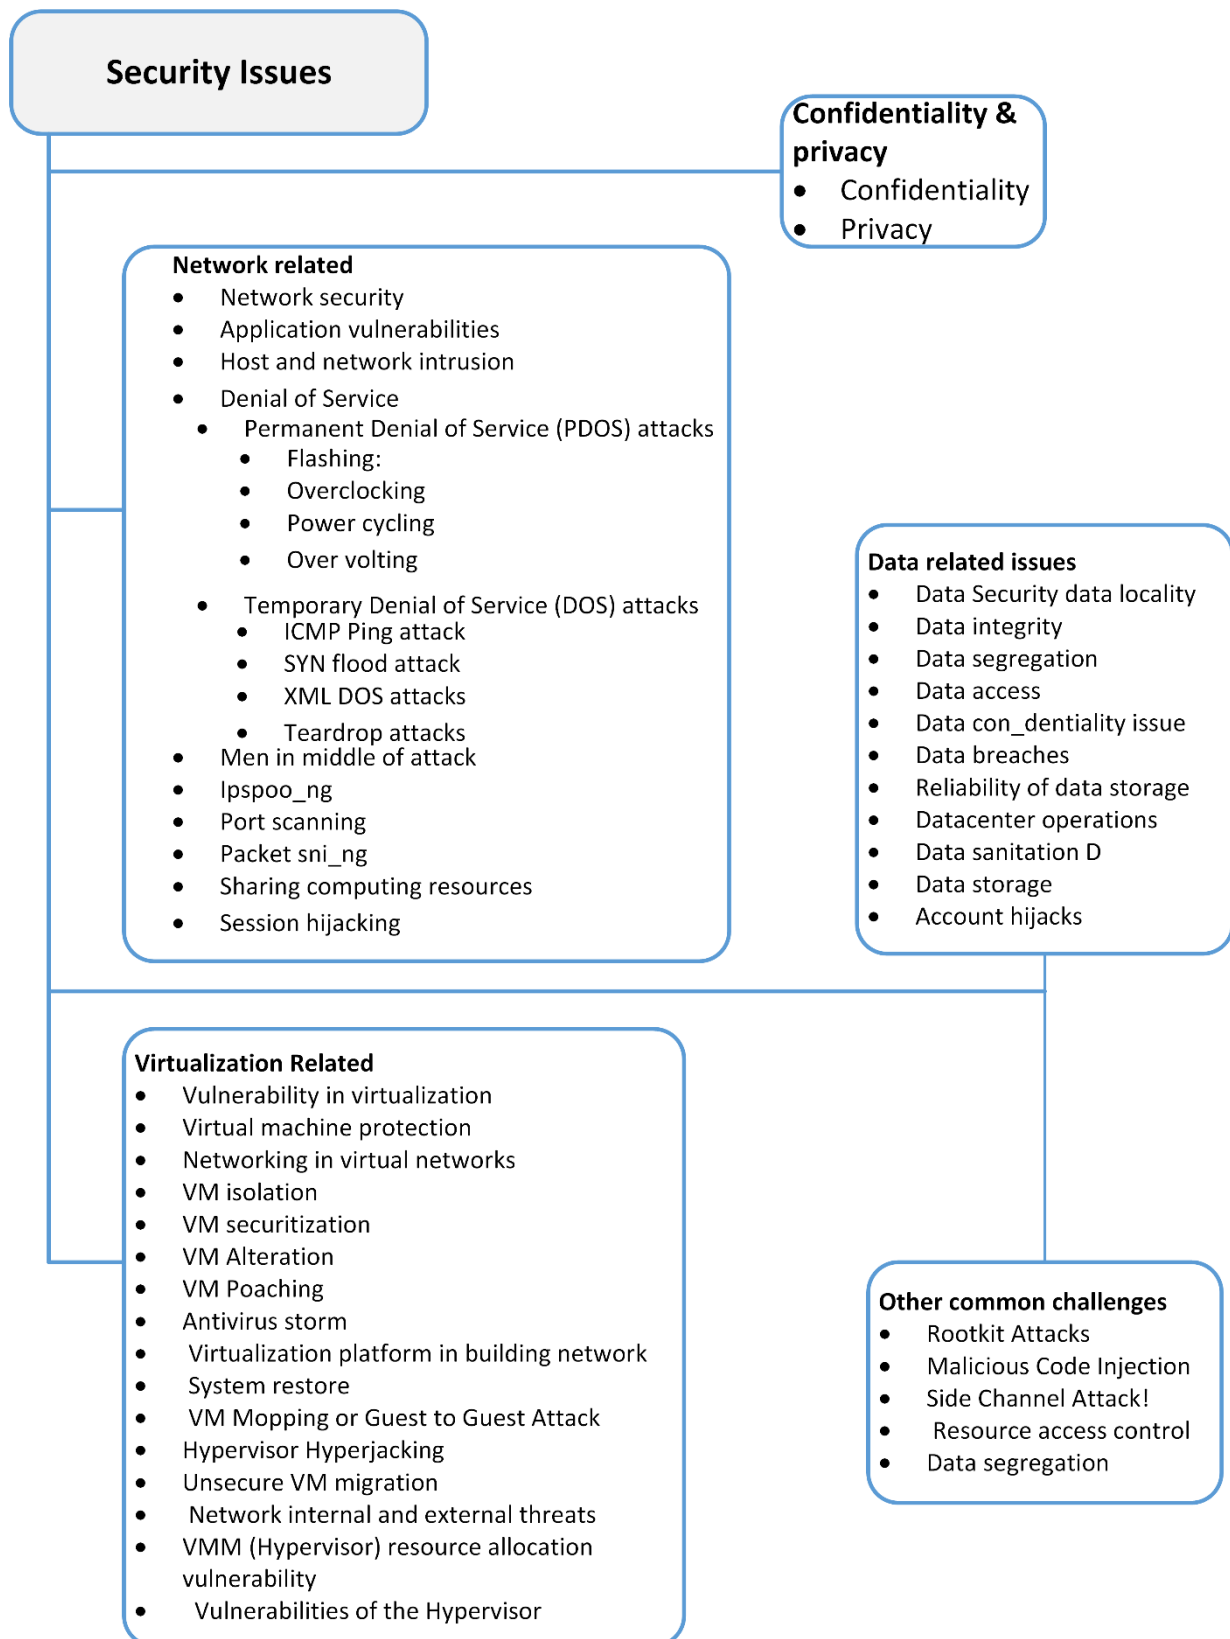 Security Issues
Confidentiality &
privacy
• Confidentiality
• Privacy
Network related
• Network security
• Application vulnerabilities
• Host and network intrusion
• Denial of Service
• Permanent Denial of Service (PDOS) attacks
• Flashing:
• Overclocking
• Power cycling
• Over volting
• Temporary Denial of Service (DOS) attacks
• ICMP Ping attack
• SYN flood attack
• XML DOS attacks
• Teardrop attacks
• Men in middle of attack
• Ipspoo_ng
• Port scanning
• Packet sni_ng
• Sharing computing resources
• Session hijacking
Data related issues
• Data Security data locality
• Data integrity
• Data segregation
• Data access
• Data con_dentiality issue
• Data breaches
• Reliability of data storage
• Datacenter operations
• Data sanitation D
• Data storage
• Account hijacks
Virtualization Related
• Vulnerability in virtualization
• Virtual machine protection
• Networking in virtual networks
• VM isolation
• VM securitization
• VM Alteration
• VM Poaching
• Antivirus storm
• Virtualization platform in building network
• System restore
• VM Mopping or Guest to Guest Attack
• Hypervisor Hyperjacking
• Unsecure VM migration
• Network internal and external threats
• VMM (Hypervisor) resource allocation
vulnerability
• Vulnerabilities of the Hypervisor
Other common challenges
• Rootkit Attacks
• Malicious Code Injection
• Side Channel Attack!
• Resource access control
• Data segregation